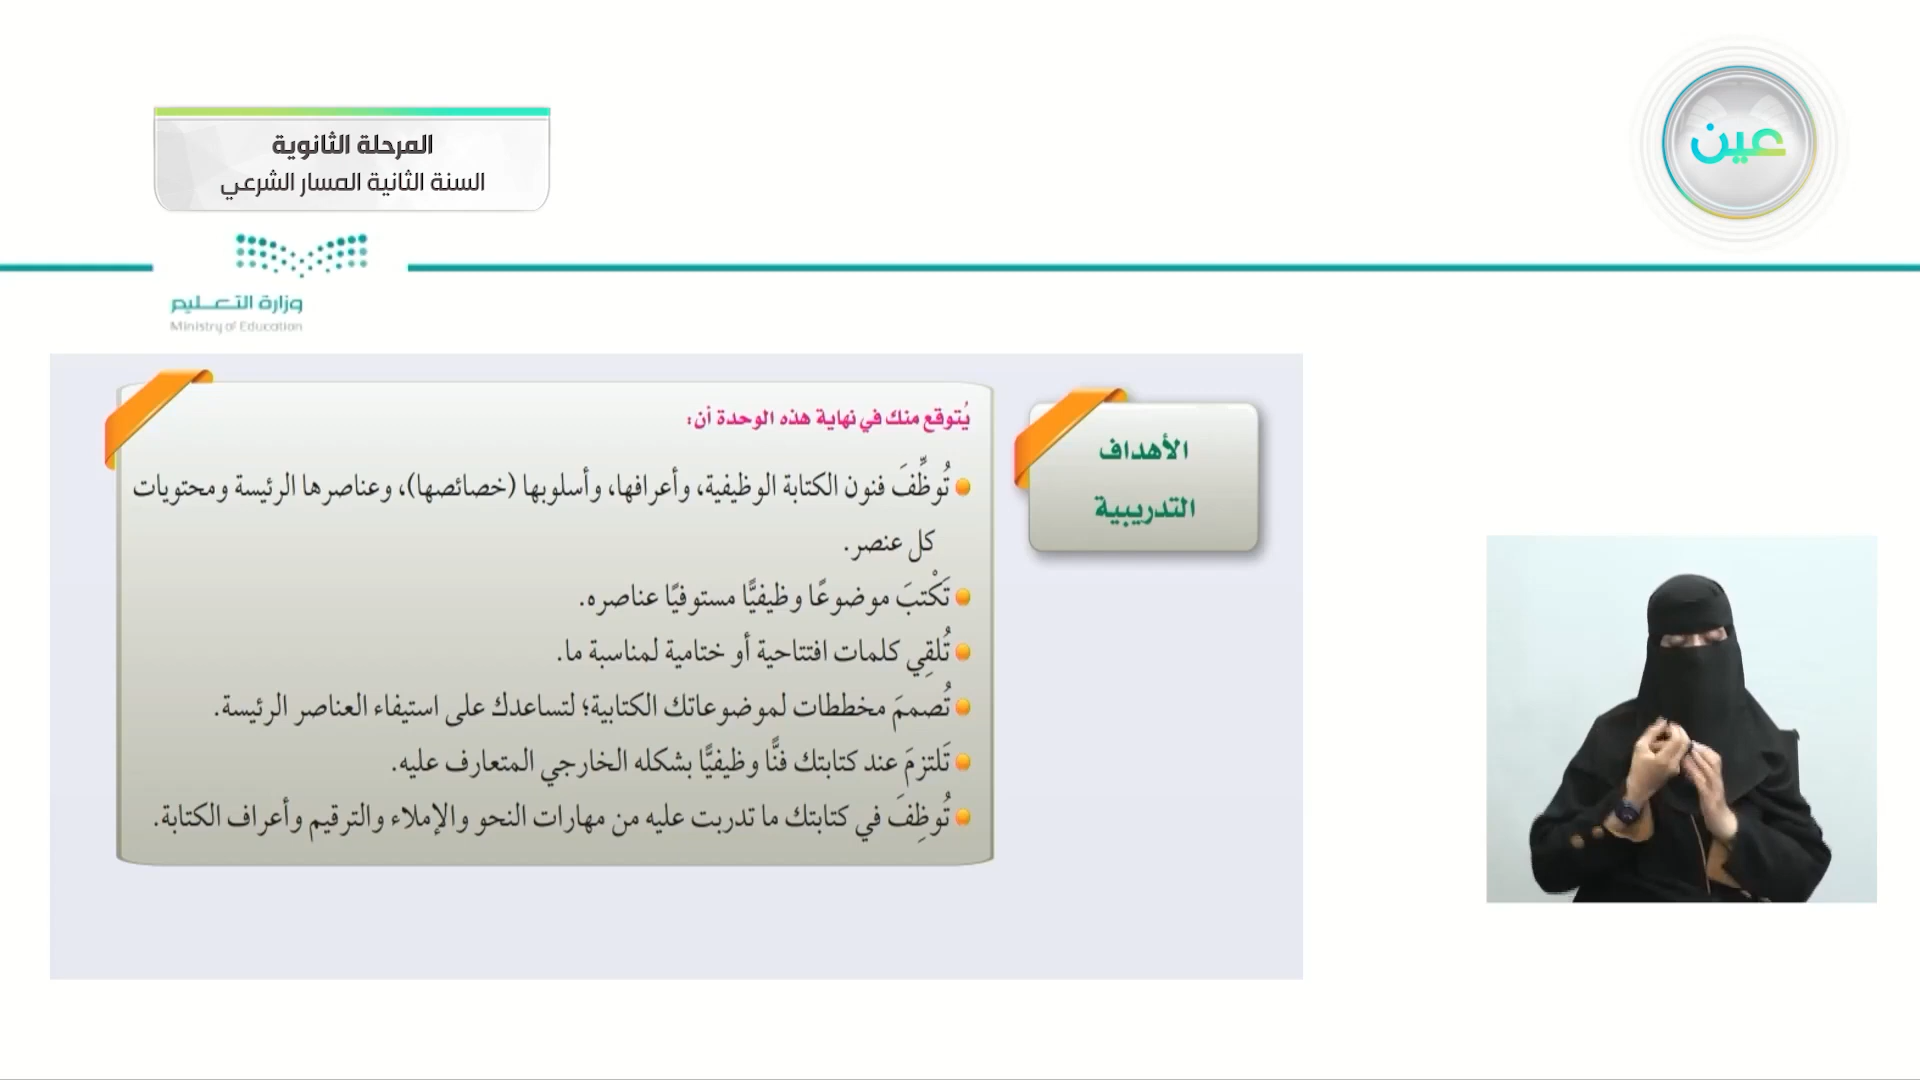 عين
المرحلة الثانوية
السنة الثانية المسار الشرعي
وزارة التعليم
Ministry of Education
الأهداف
التدريبية
يُتوقع منك في نهاية هذه الوحدة أن:
تُوظِّفَ فنون الكتابة الوظيفية، وأعرافها، وأسلوبها (خصائصها)، وعناصرها الرئيسة ومحتويات
كل عنصر.
تَكْتبَ موضوعًا وظيفيًّا مستوفيًا عناصره.
تُلقِي كلمات افتتاحية أو ختامية لمناسبة ما.
تُصممَ مخططات لموضوعاتك الكتابية؛ لتساعدك على استيفاء العناصر الرئيسة.
تَلتزمَ عند كتابتك فنًّا وظيفيًّا بشكله الخارجي المتعارف عليه.
تُوظِفَ في كتابتك ما تدربت عليه من مهارات النحو والإملاء والترقيم وأعراف الكتابة.